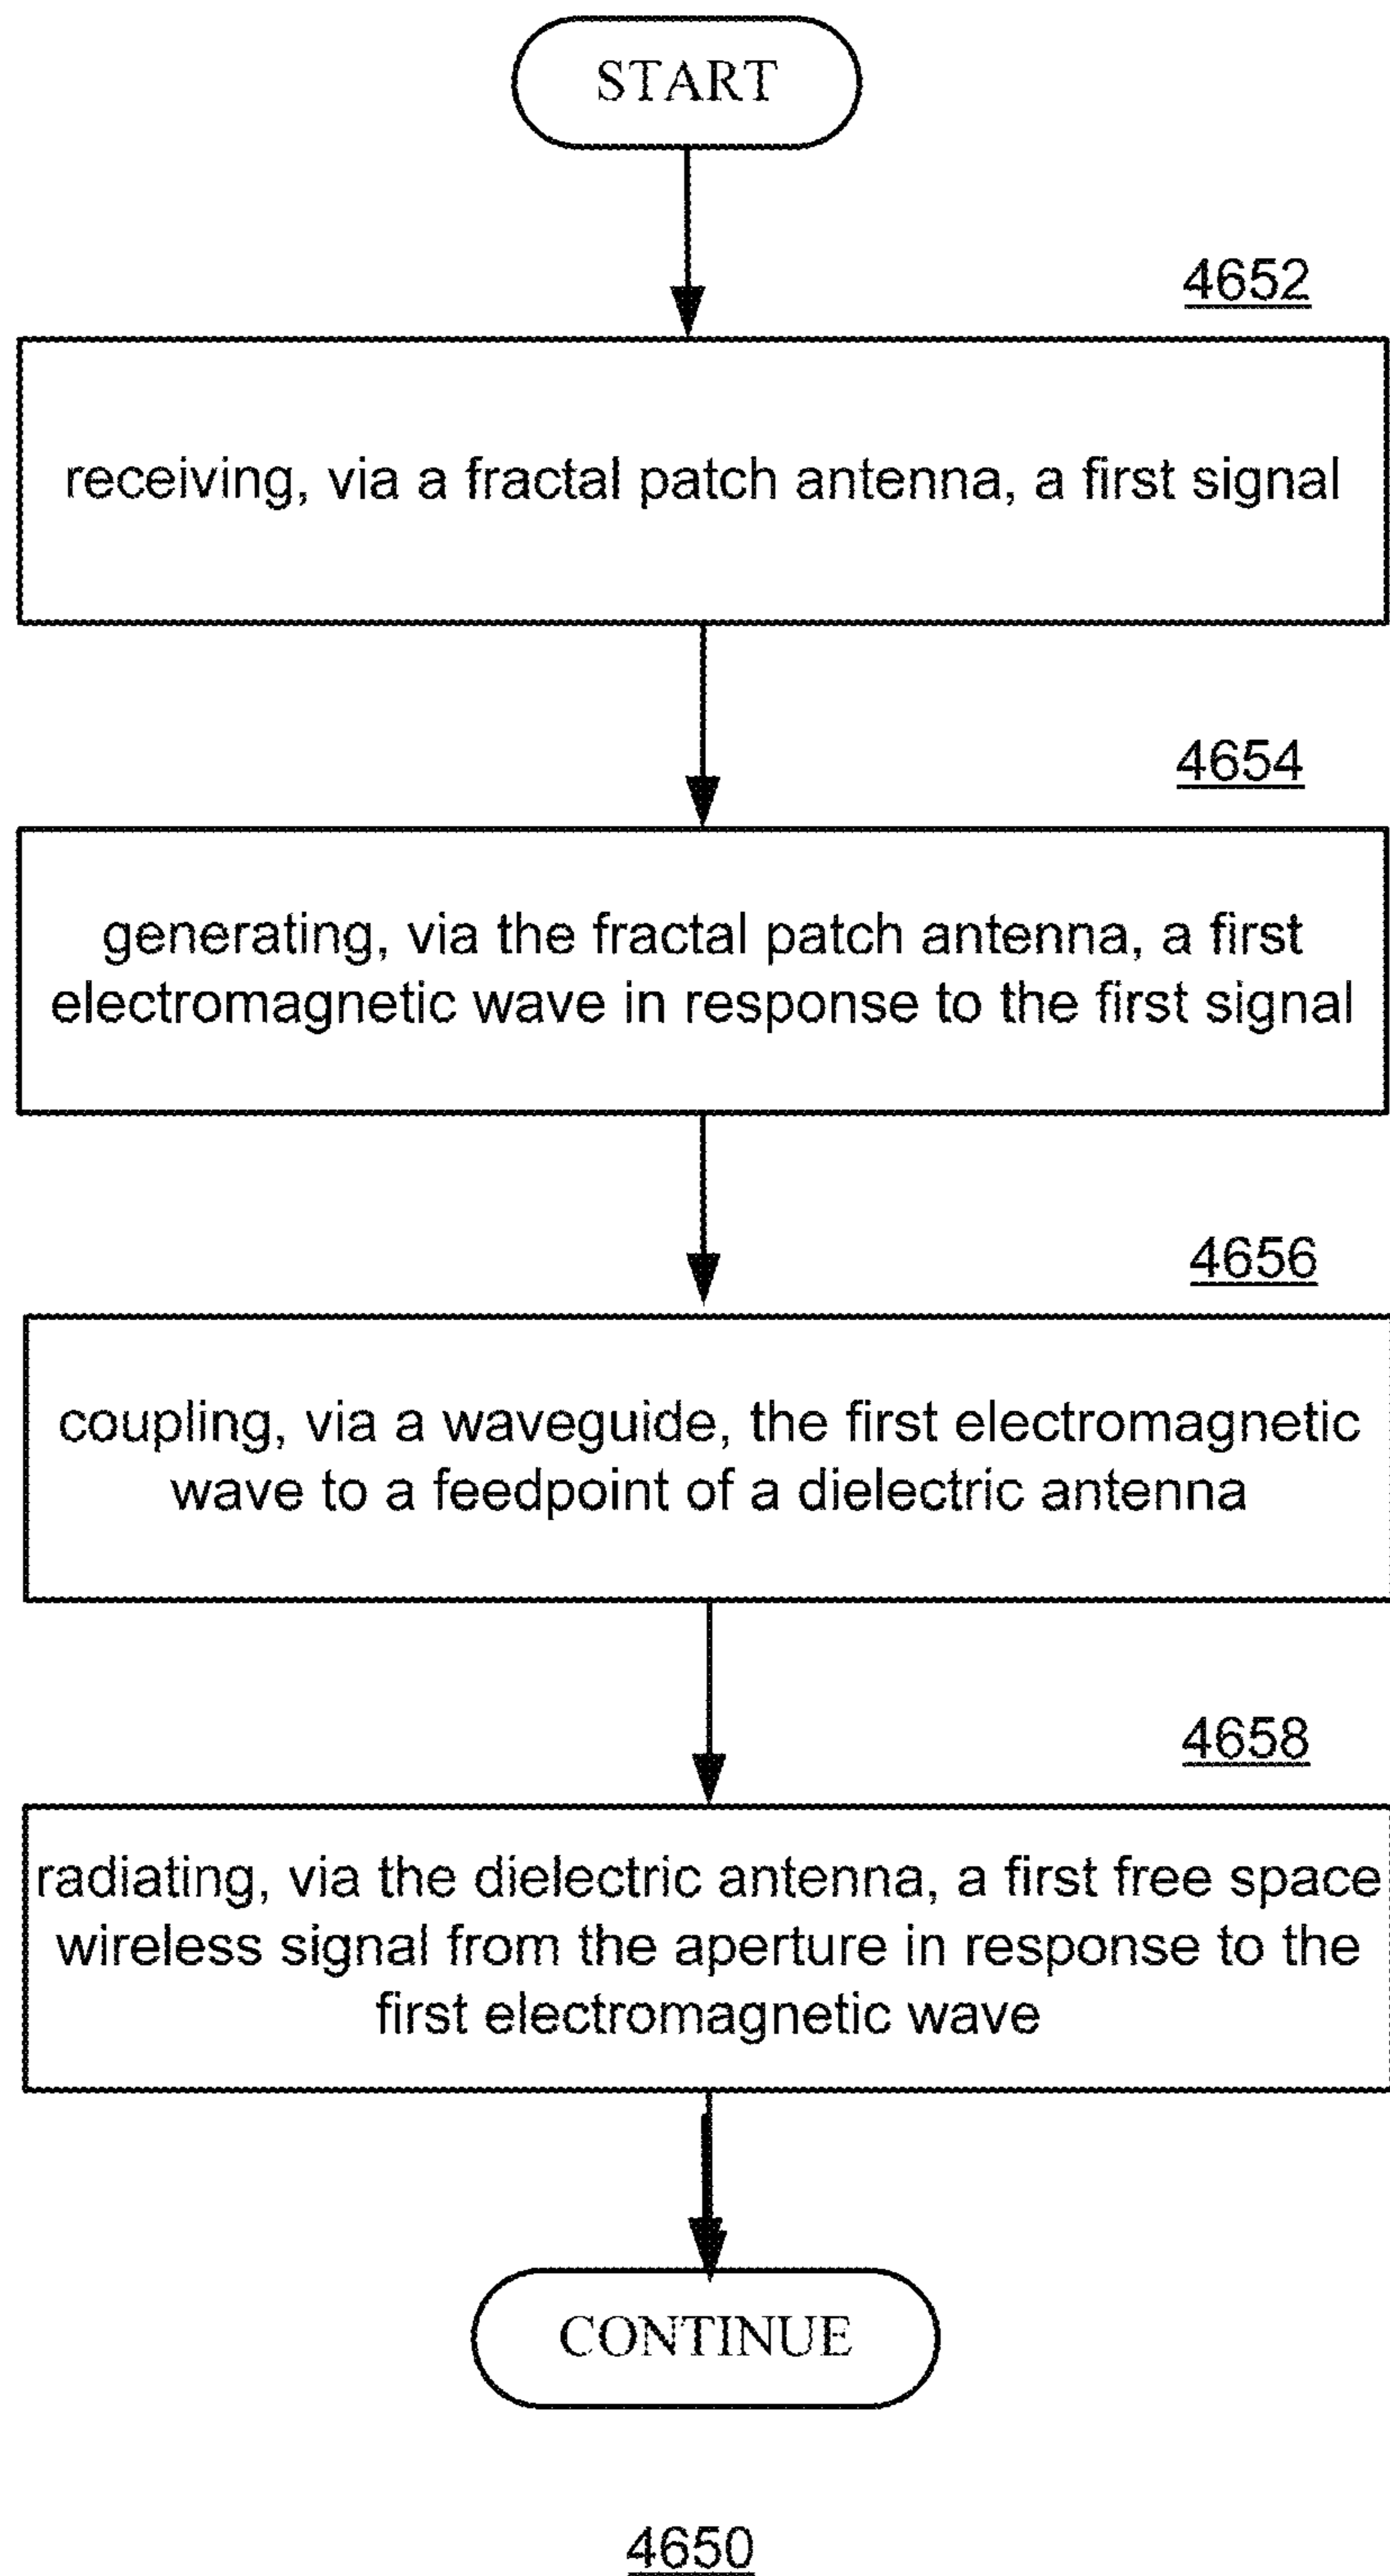 START
4652
receiving, via a fractal patch antenna, a first signal
4654
generating, via the fractal patch antenna, a first
electromagnetic wave in response to the first signal
4656
coupling, via a waveguide, the first electromagnetic
wave to a feedpoint of a dielectric antenna
4658
radiating, via the dielectric antenna, a first free space
wireless signal from the aperture in response to the
first electromagnetic wave
CONTINUE
4650